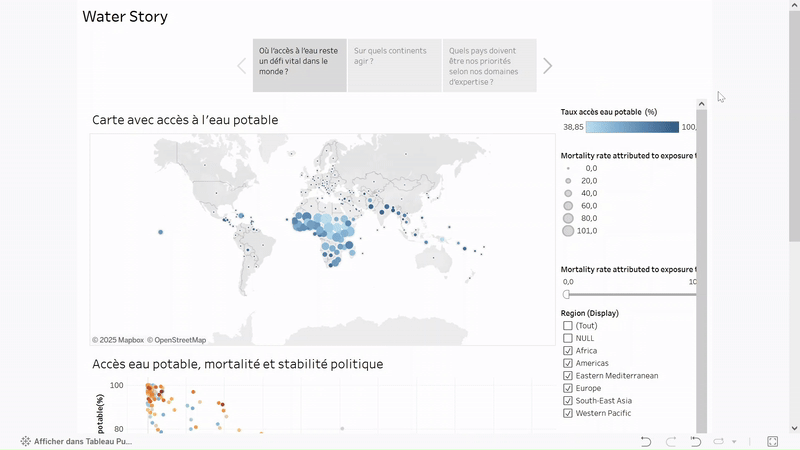 Water Story
Où l'accès à l'eau reste
un défi vital dans le
monde ?
Sur quels continents
agir ?
Quels pays doivent
être nos priorités
selon nos domaines
d'expertise ?
Carte avec accès à l'eau potable
Taux accès eau potable (%)
38,85
100,
Mortality rate attributed to exposure t
0,0
20,0
40,0
60,0
80,0
101,0
Mortality rate attributed to exposure t
0,0
10
Region (Display)
(Tout)
NULL
Africa
Americas
Eastern Mediterranean
Europe
South-East Asia
Western Pacific
© 2025 Mapbox © OpenStreetMap
Accès eau potable, mortalité et stabilité politique
100
80
potable(%)
Afficher dans Tableau Pu...